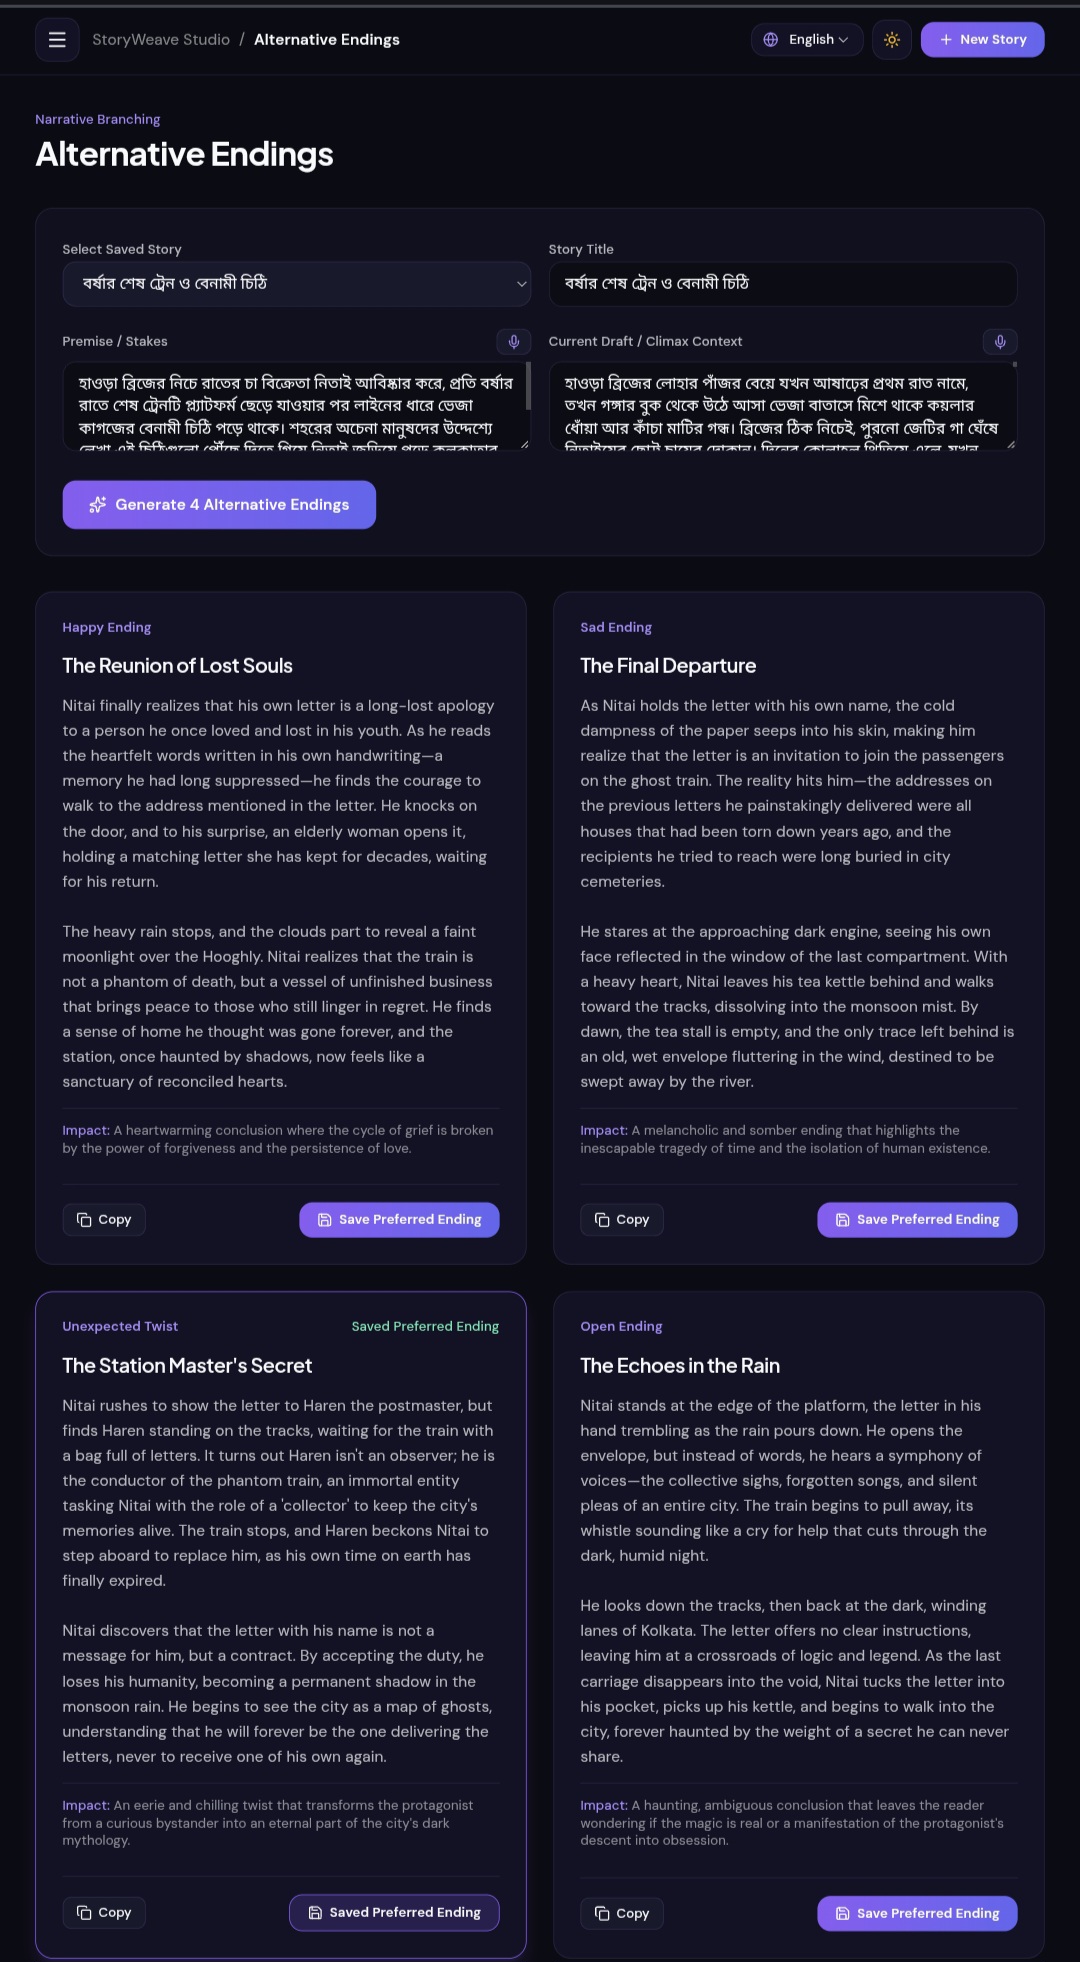 StoryWeave Studio / Alternative Endings
English
New Story
Narrative Branching
Alternative Endings
Select Saved Story
বর্ষার শেষ ট্রেন ও বেনামী চিঠি
Story Title
বর্ষার শেষ ট্রেন ও বেনামী চিঠি
Premise / Stakes
হাওড়া ব্রিজের নিচে রাতের চা বিক্রেতা নিতাই আবিষ্কার করে, প্রতি বর্ষার
রাতে শেষ ট্রেনটি প্ল্যাটফর্ম ছেড়ে যাওয়ার পর লাইনের ধারে ভেজা
কাগজের বেনামী চিঠি পড়ে থাকে। শহরের অচেনা মানুষদের উদ্দেশ্যে
লেখা এই চিঠিগুলো পৌঁছে দিতে গিয়ে নিতাই জড়িয়ে পড়ে কলকাতার
Current Draft / Climax Context
হাওড়া ব্রিজের লোহার পাঁজর বেয়ে যখন আষাঢ়ের প্রথম রাত নামে,
তখন গঙ্গার বুক থেকে উঠে আসা ভেজা বাতাসে মিশে থাকে কয়লার
ধোঁয়া আর কাঁচা মাটির গন্ধ। ব্রিজের ঠিক নিচেই, পুরনো জেটির গা ঘেঁষে
নিতাইয়ের ছোট্ট চায়ের দোকান। দিনের কোলাহল থিতিয়ে এলে, যখন
Generate 4 Alternative Endings
Happy Ending
The Reunion of Lost Souls
Nitai finally realizes that his own letter is a long-lost apology
to a person he once loved and lost in his youth. As he reads
the heartfelt words written in his own handwriting—a
memory he had long suppressed—he finds the courage to
walk to the address mentioned in the letter. He knocks on
the door, and to his surprise, an elderly woman opens it,
holding a matching letter she has kept for decades, waiting
for his return.
The heavy rain stops, and the clouds part to reveal a faint
moonlight over the Hooghly. Nitai realizes that the train is
not a phantom of death, but a vessel of unfinished business
that brings peace to those who still linger in regret. He finds
a sense of home he thought was gone forever, and the
station, once haunted by shadows, now feels like a
sanctuary of reconciled hearts.
Impact: A heartwarming conclusion where the cycle of grief is broken
by the power of forgiveness and the persistence of love.
Copy
Save Preferred Ending
Sad Ending
The Final Departure
As Nitai holds the letter with his own name, the cold
dampness of the paper seeps into his skin, making him
realize that the letter is an invitation to join the passengers
on the ghost train. The reality hits him—the addresses on
the previous letters he painstakingly delivered were all
houses that had been torn down years ago, and the
recipients he tried to reach were long buried in city
cemeteries.
He stares at the approaching dark engine, seeing his own
face reflected in the window of the last compartment. With
a heavy heart, Nitai leaves his tea kettle behind and walks
toward the tracks, dissolving into the monsoon mist. By
dawn, the tea stall is empty, and the only trace left behind is
an old, wet envelope fluttering in the wind, destined to be
swept away by the river.
Impact: A melancholic and somber ending that highlights the
inescapable tragedy of time and the isolation of human existence.
Copy
Save Preferred Ending
Unexpected Twist
Saved Preferred Ending
The Station Master's Secret
Nitai rushes to show the letter to Haren the postmaster, but
finds Haren standing on the tracks, waiting for the train with
a bag full of letters. It turns out Haren isn't an observer; he is
the conductor of the phantom train, an immortal entity
tasking Nitai with the role of a 'collector' to keep the city's
memories alive. The train stops, and Haren beckons Nitai to
step aboard to replace him, as his own time on earth has
finally expired.
Nitai discovers that the letter with his name is not a
message for him, but a contract. By accepting the duty, he
loses his humanity, becoming a permanent shadow in the
monsoon rain. He begins to see the city as a map of ghosts,
understanding that he will forever be the one delivering the
letters, never to receive one of his own again.
Impact: An eerie and chilling twist that transforms the protagonist
from a curious bystander into an eternal part of the city's dark
mythology.
Copy
Saved Preferred Ending
Open Ending
The Echoes in the Rain
Nitai stands at the edge of the platform, the letter in his
hand trembling as the rain pours down. He opens the
envelope, but instead of words, he hears a symphony of
voices—the collective sighs, forgotten songs, and silent
pleas of an entire city. The train begins to pull away, its
whistle sounding like a cry for help that cuts through the
dark, humid night.
He looks down the tracks, then back at the dark, winding
lanes of Kolkata. The letter offers no clear instructions,
leaving him at a crossroads of logic and legend. As the last
carriage disappears into the void, Nitai tucks the letter into
his pocket, picks up his kettle, and begins to walk into the
city, forever haunted by the weight of a secret he can never
share.
Impact: A haunting, ambiguous conclusion that leaves the reader
wondering if the magic is real or a manifestation of the protagonist's
descent into obsession.
Copy
Save Preferred Ending